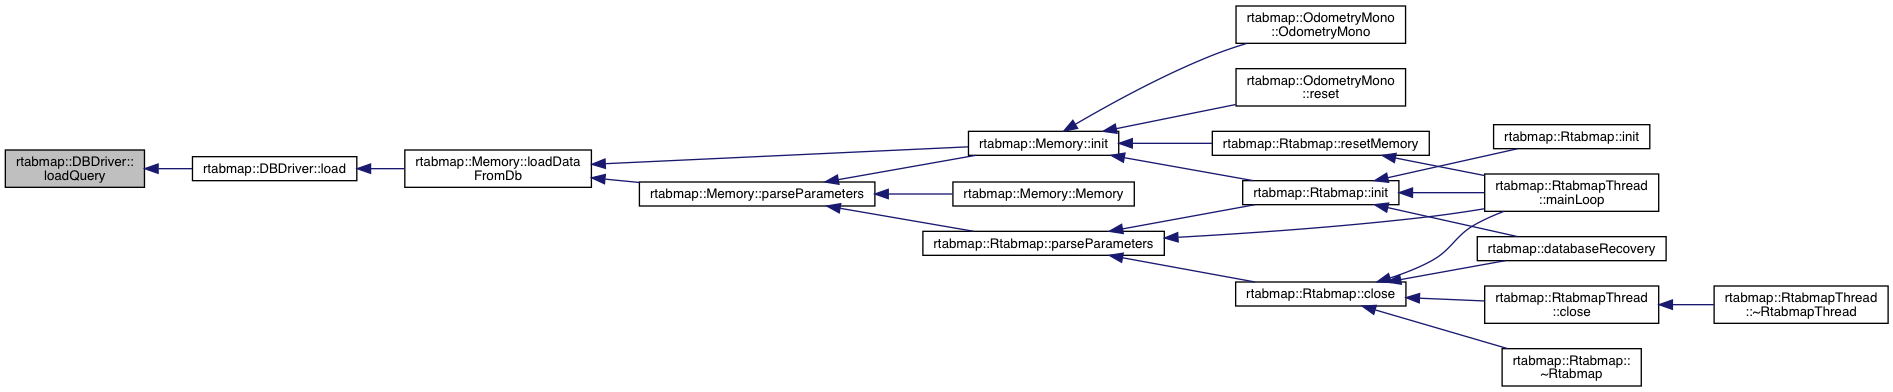 rtabmap::DBDriver::
loadQuery
rtabmap::DBDriver::load
rtabmap::Memory::loadData
FromDb
rtabmap::Memory::init
rtabmap::Memory::parseParameters
rtabmap::OdometryMono
::OdometryMono
rtabmap::OdometryMono
::reset
rtabmap::Rtabmap::resetMemory
rtabmap::Rtabmap::init
rtabmap::Memory::Memory
rtabmap::Rtabmap::parseParameters
rtabmap::Rtabmap::init
rtabmap::RtabmapThread
::mainLoop
rtabmap::databaseRecovery
rtabmap::Rtabmap::close
rtabmap::RtabmapThread
::close
rtabmap::RtabmapThread
::~RtabmapThread
rtabmap::Rtabmap::
~Rtabmap